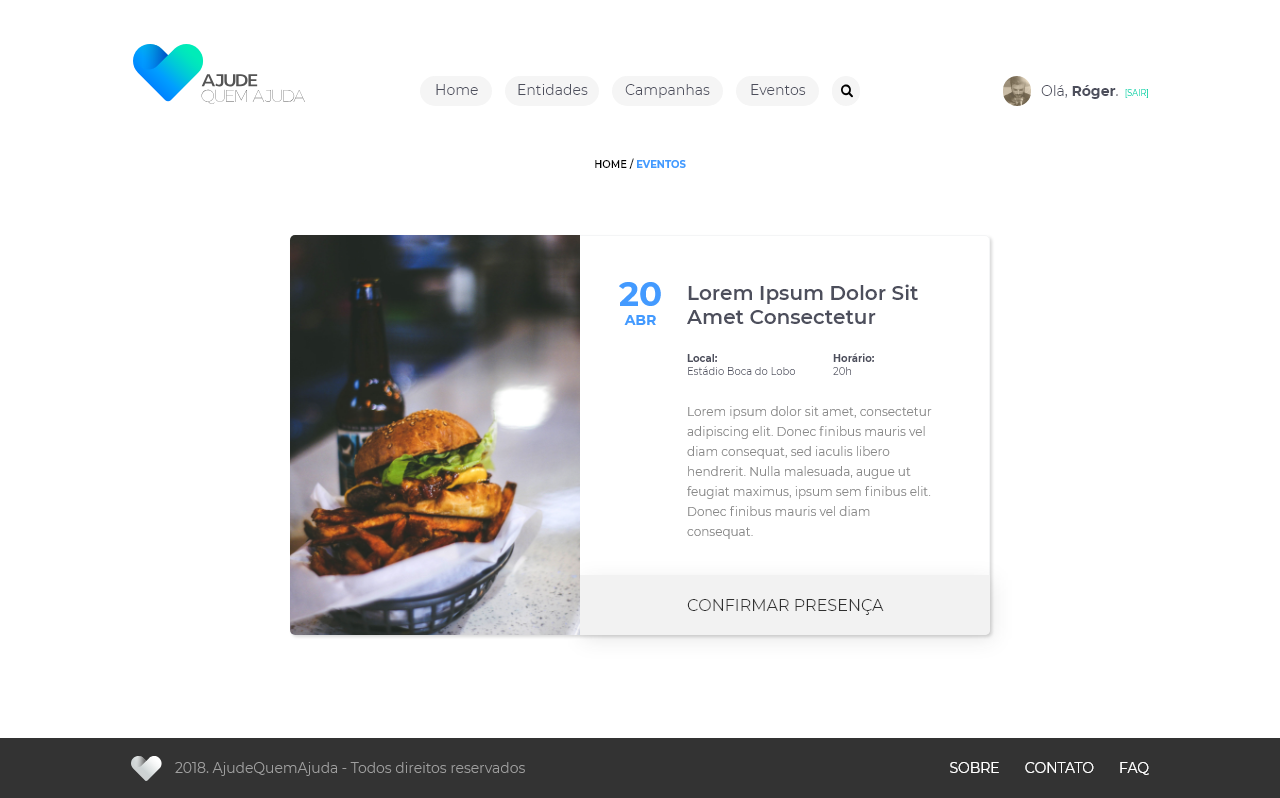 AJUDE
QUEM AJUDA
Home
Entidades
Campanhas
Eventos
Olá, Róger. [SAIR]
HOME / EVENTOS
20
ABR
Lorem Ipsum Dolor Sit
Amet Consectetur
Local:
Estádio Boca do Lobo
Horário:
20h
Lorem ipsum dolor sit amet, consectetur
adipiscing elit. Donec finibus mauris vel
diam consequat, sed iaculis libero
hendrerit. Nulla malesuada, augue ut
feugiat maximus, ipsum sem finibus elit.
Donec finibus mauris vel diam
consequat.
CONFIRMAR PRESENÇA
2018. AjudeQuemAjuda - Todos direitos reservados
SOBRE
CONTATO
FAQ